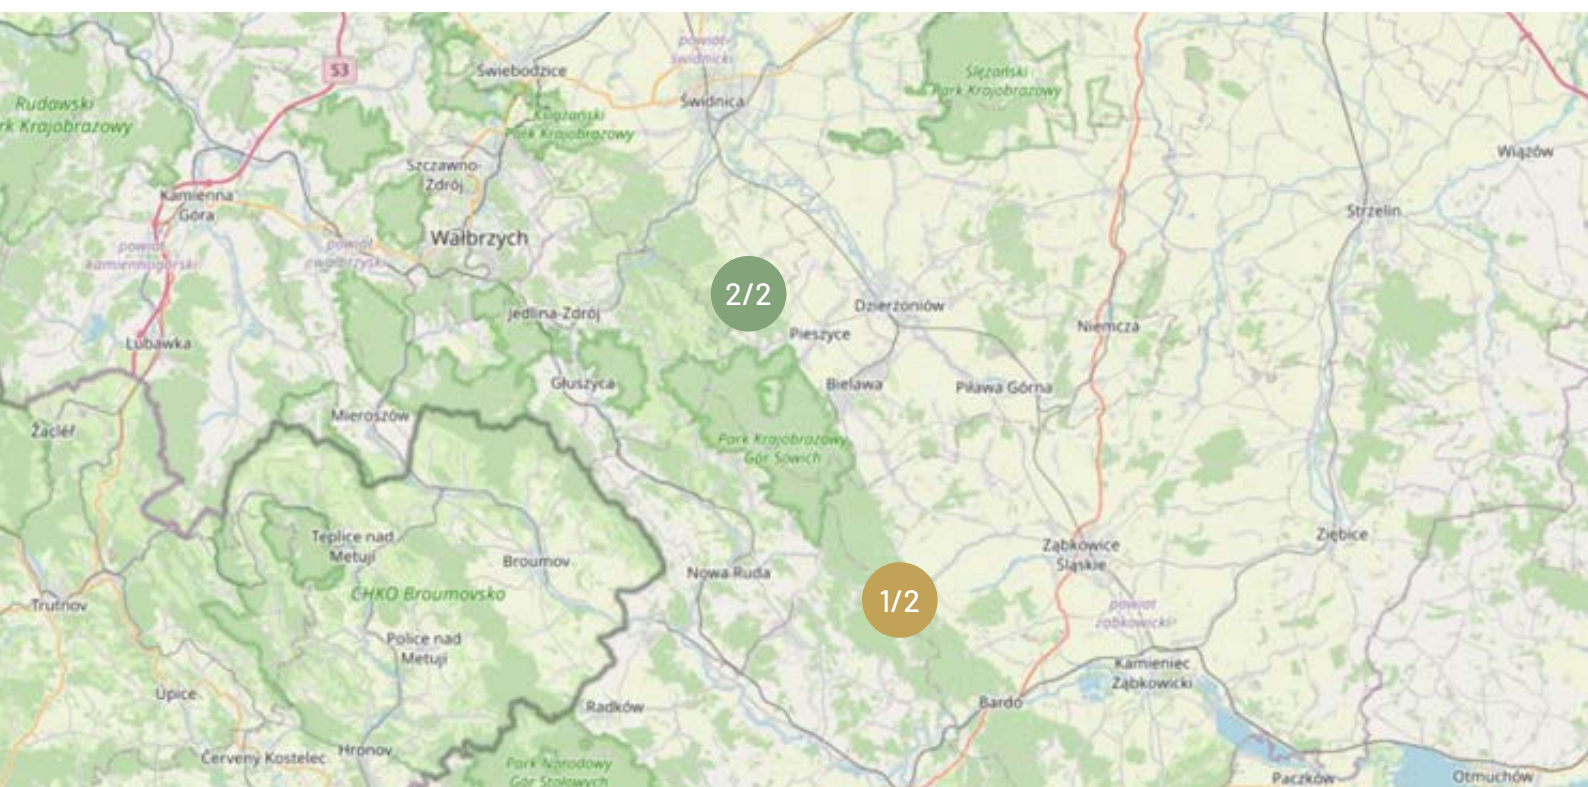 powiat
świdnicki
S3
Świebodzice
Ślężański
Park Krajobrazowy
Rudawski
rk Krajobrazowy
Świdnica
Książański
Park Krajobrazowy
Wiązów
Szczawno-
Zdrój
Kamienna
Góra
Strzelin
Wałbrzych
powiat
kamiennogórski
powiat
wałbrzyski
2/2
Dzierżoniów
Jedlina-Zdrój
Niemcza
Pieszyce
Lubawka
Głuszyca
Bielawa
Piława Górna
Mieroszów
Žacléř
Park Krajobrazowy
Gór Sowich
Teplice nad
Metují
Ziębice
Ząbkowice
Śląskie
Broumov
Nowa Ruda
CHKO Broumovsko
1/2
Trutnov
powiat
ząbkowicki
Police nad
Metují
Kamieniec
Ząbkowicki
Úpice
Bardo
Radków
Hronov
Červený Kostelec
Park Narodowy
Gór Stołowych
Paczków
Otmuchów